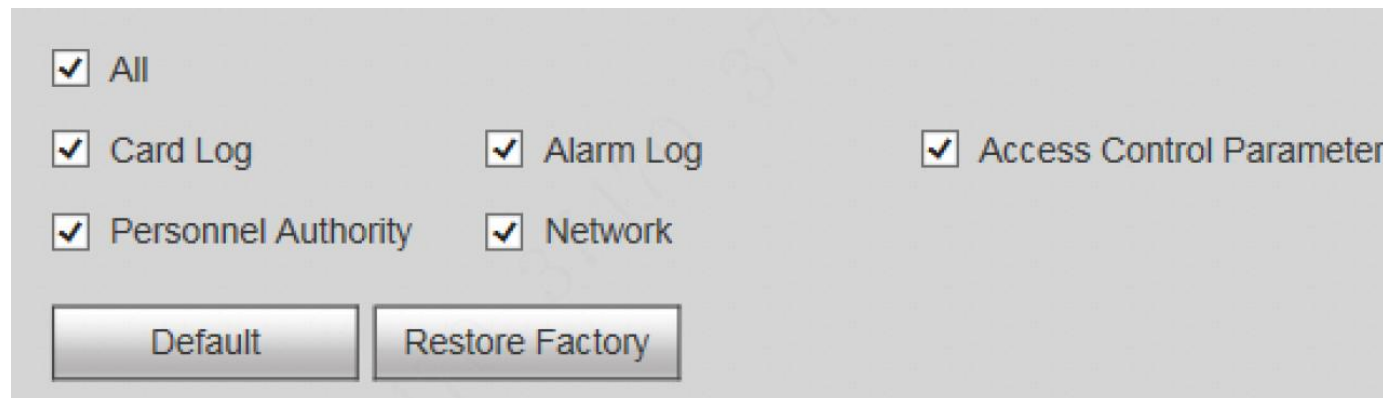 All
Card Log Alarm Log Access Control Parameter
Personnel Authority Network
Default Restore Factory